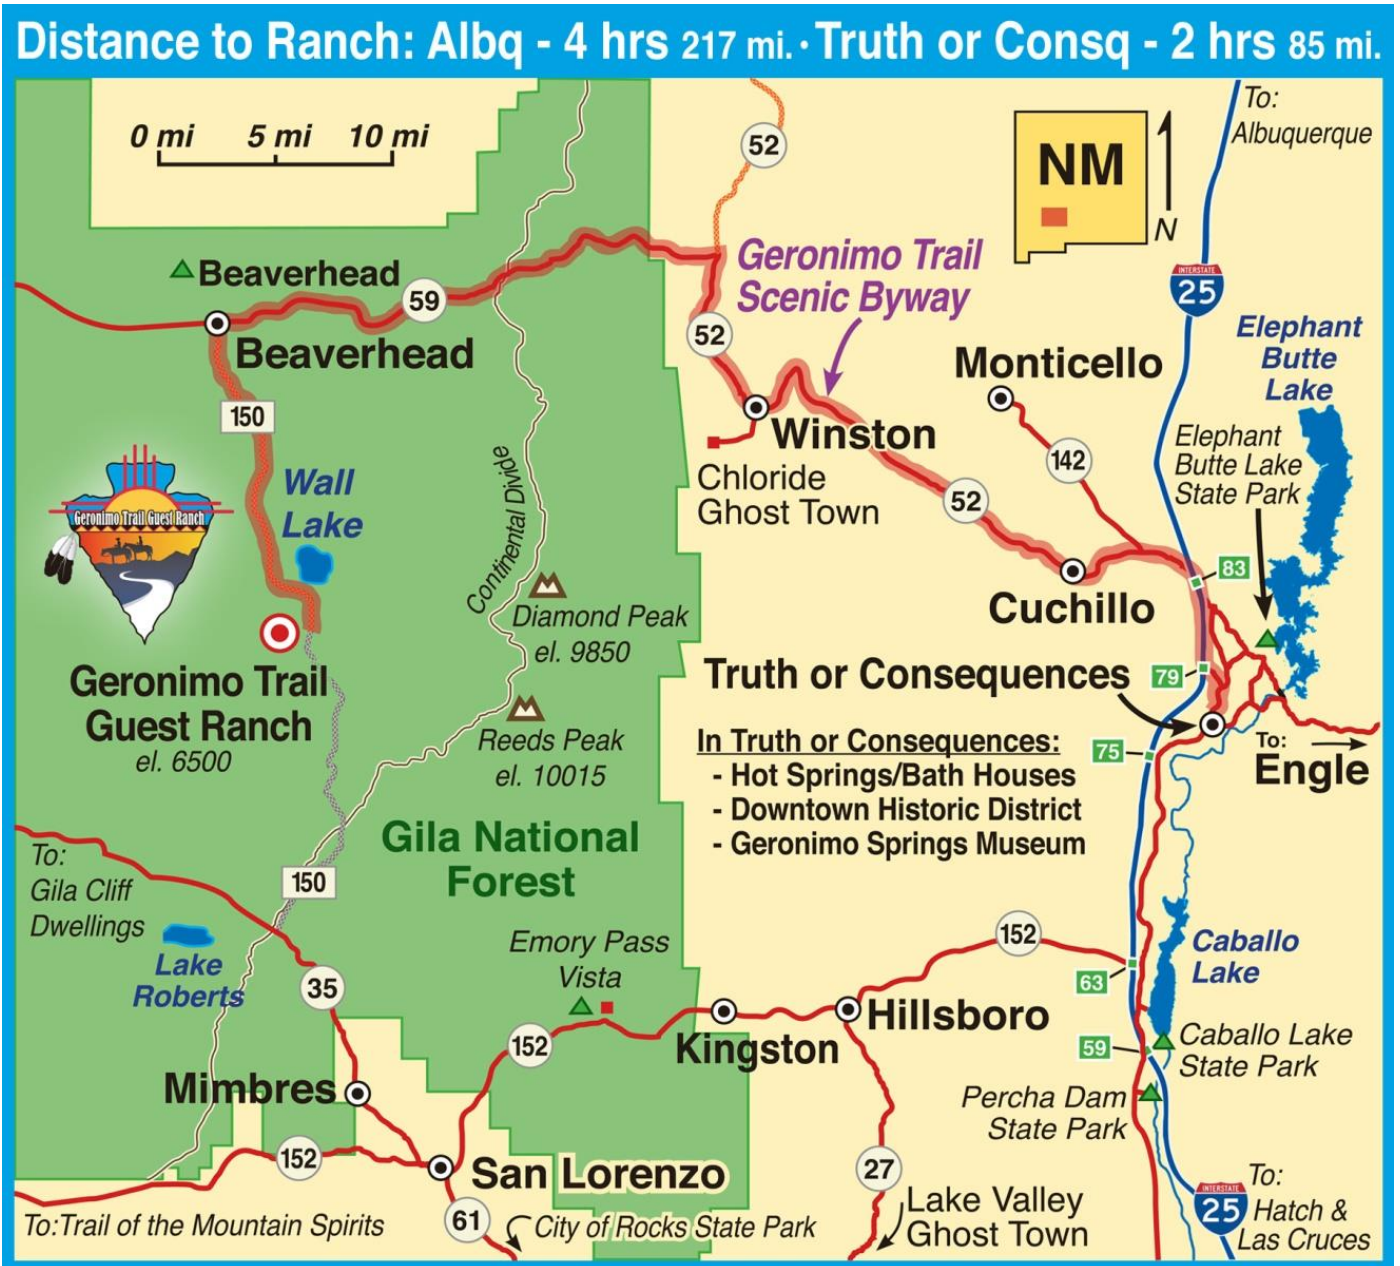 Distance to Ranch: Albq - 4 hrs 217 mi. · Truth or Consq - 2 hrs 85 mi.
0 mi 5 mi 10 mi
52
NM
N
To:
Albuquerque
INTERSTATE
25
Geronimo Trail
Scenic Byway
Beaverhead
59
Beaverhead
52
Elephant
Butte
Lake
Monticello
Winston
150
Chloride
Ghost Town
142
Elephant
Butte Lake
State Park
Wall
Lake
Continental Divide
52
Geronimo Trail Guest Ranch
83
Cuchillo
Diamond Peak
el. 9850
Geronimo Trail
Guest Ranch
el. 6500
Truth or Consequences
79
Reeds Peak
el. 10015
In Truth or Consequences:
- Hot Springs/Bath Houses
- Downtown Historic District
- Geronimo Springs Museum
75
To:
Engle
Gila National
Forest
To:
Gila Cliff
Dwellings
150
Lake
Roberts
35
Emory Pass
Vista
152
Caballo
Lake
63
Hillsboro
Kingston
152
59
Caballo Lake
State Park
Mimbres
Percha Dam
State Park
152
San Lorenzo
27
Lake Valley
Ghost Town
INTERSTATE
25
To:
Hatch &
Las Cruces
To:Trail of the Mountain Spirits
61
City of Rocks State Park